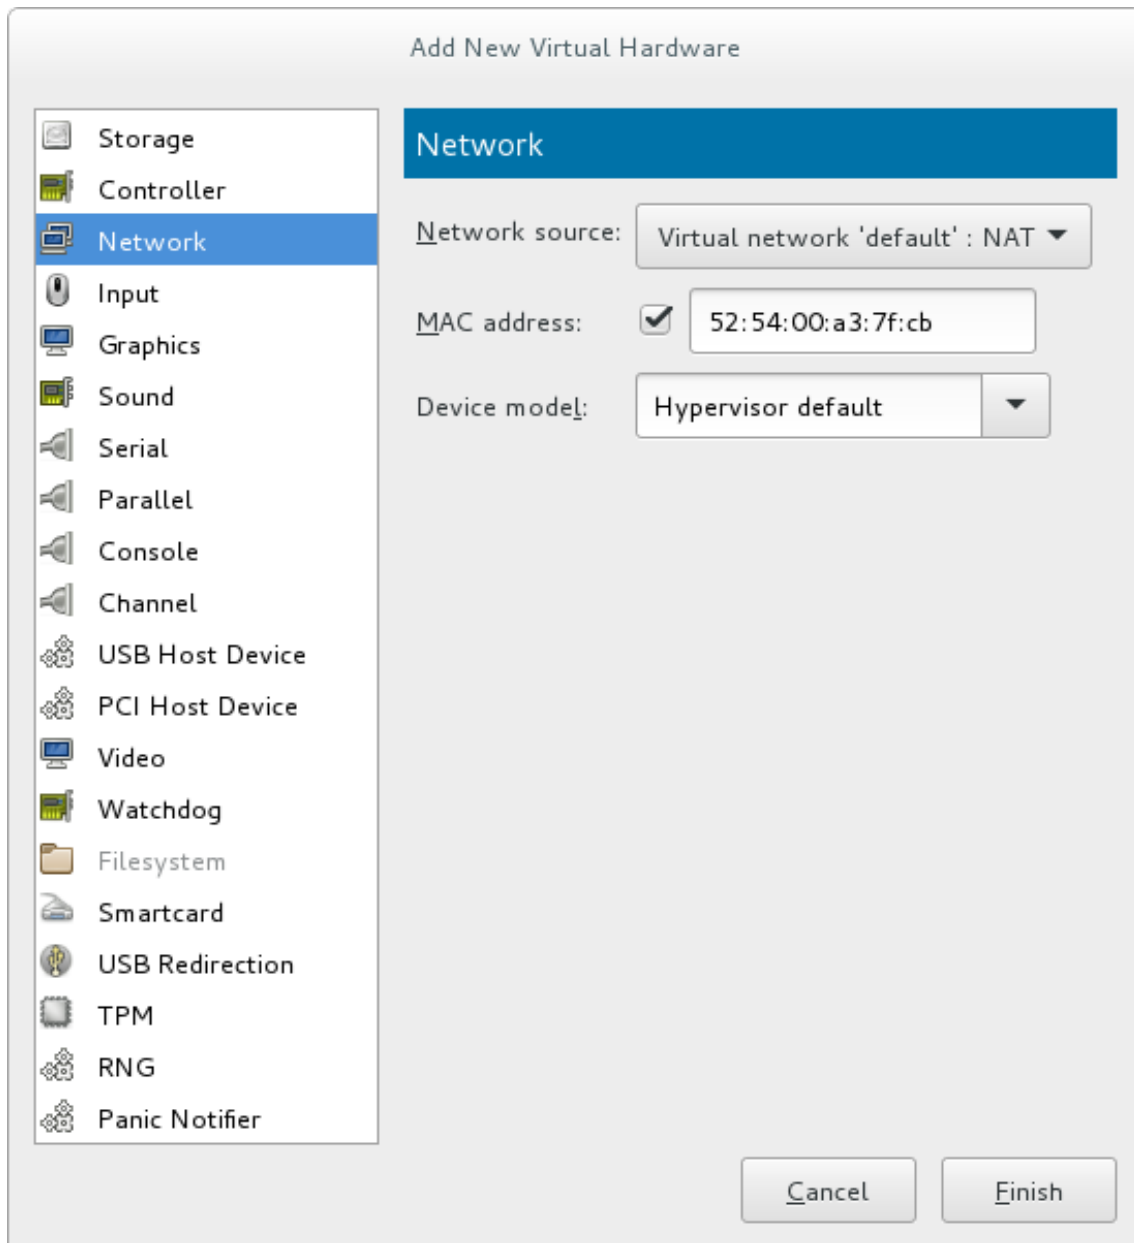 Add New Virtual Hardware
Storage
Controller
Network
Input
Graphics
Sound
Serial
Parallel
Console
Channel
USB Host Device
PCI Host Device
Video
Watchdog
Filesystem
Smartcard
USB Redirection
TPM
RNG
Panic Notifier
Network
Network source: Virtual network 'default' : NAT
MAC address: 52:54:00:a3:7f:cb
Device model: Hypervisor default
Cancel Finish